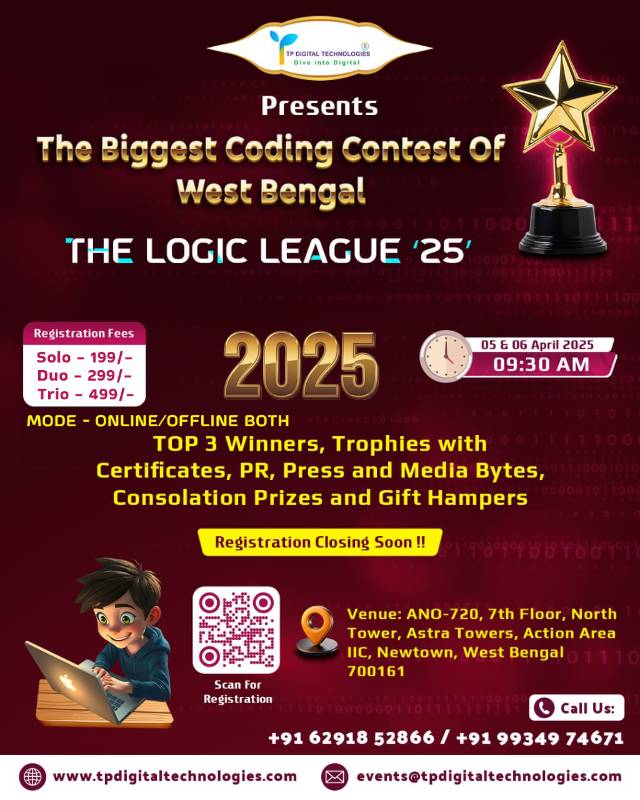 TP DIGITAL TECHNOLOGIES
®
Dive into Digital
Presents
The Biggest Coding Contest Of
West Bengal
THE LOGIC LEAGUE ‘25’
Registration Fees
Solo - 199/-
Duo - 299/-
Trio - 499/-
2025
05 & 06 April 2025
09:30 AM
MODE - ONLINE/OFFLINE BOTH
TOP 3 Winners, Trophies with
Certificates, PR, Press and Media Bytes,
Consolation Prizes and Gift Hampers
Registration Closing Soon !!
Scan For
Registration
Venue: ANO-720, 7th Floor, North
Tower, Astra Towers, Action Area
IIC, Newtown, West Bengal
700161
Call Us:
+91 62918 52866 / +91 99349 74671
www.tpdigitaltechnologies.com
events@tpdigitaltechnologies.com